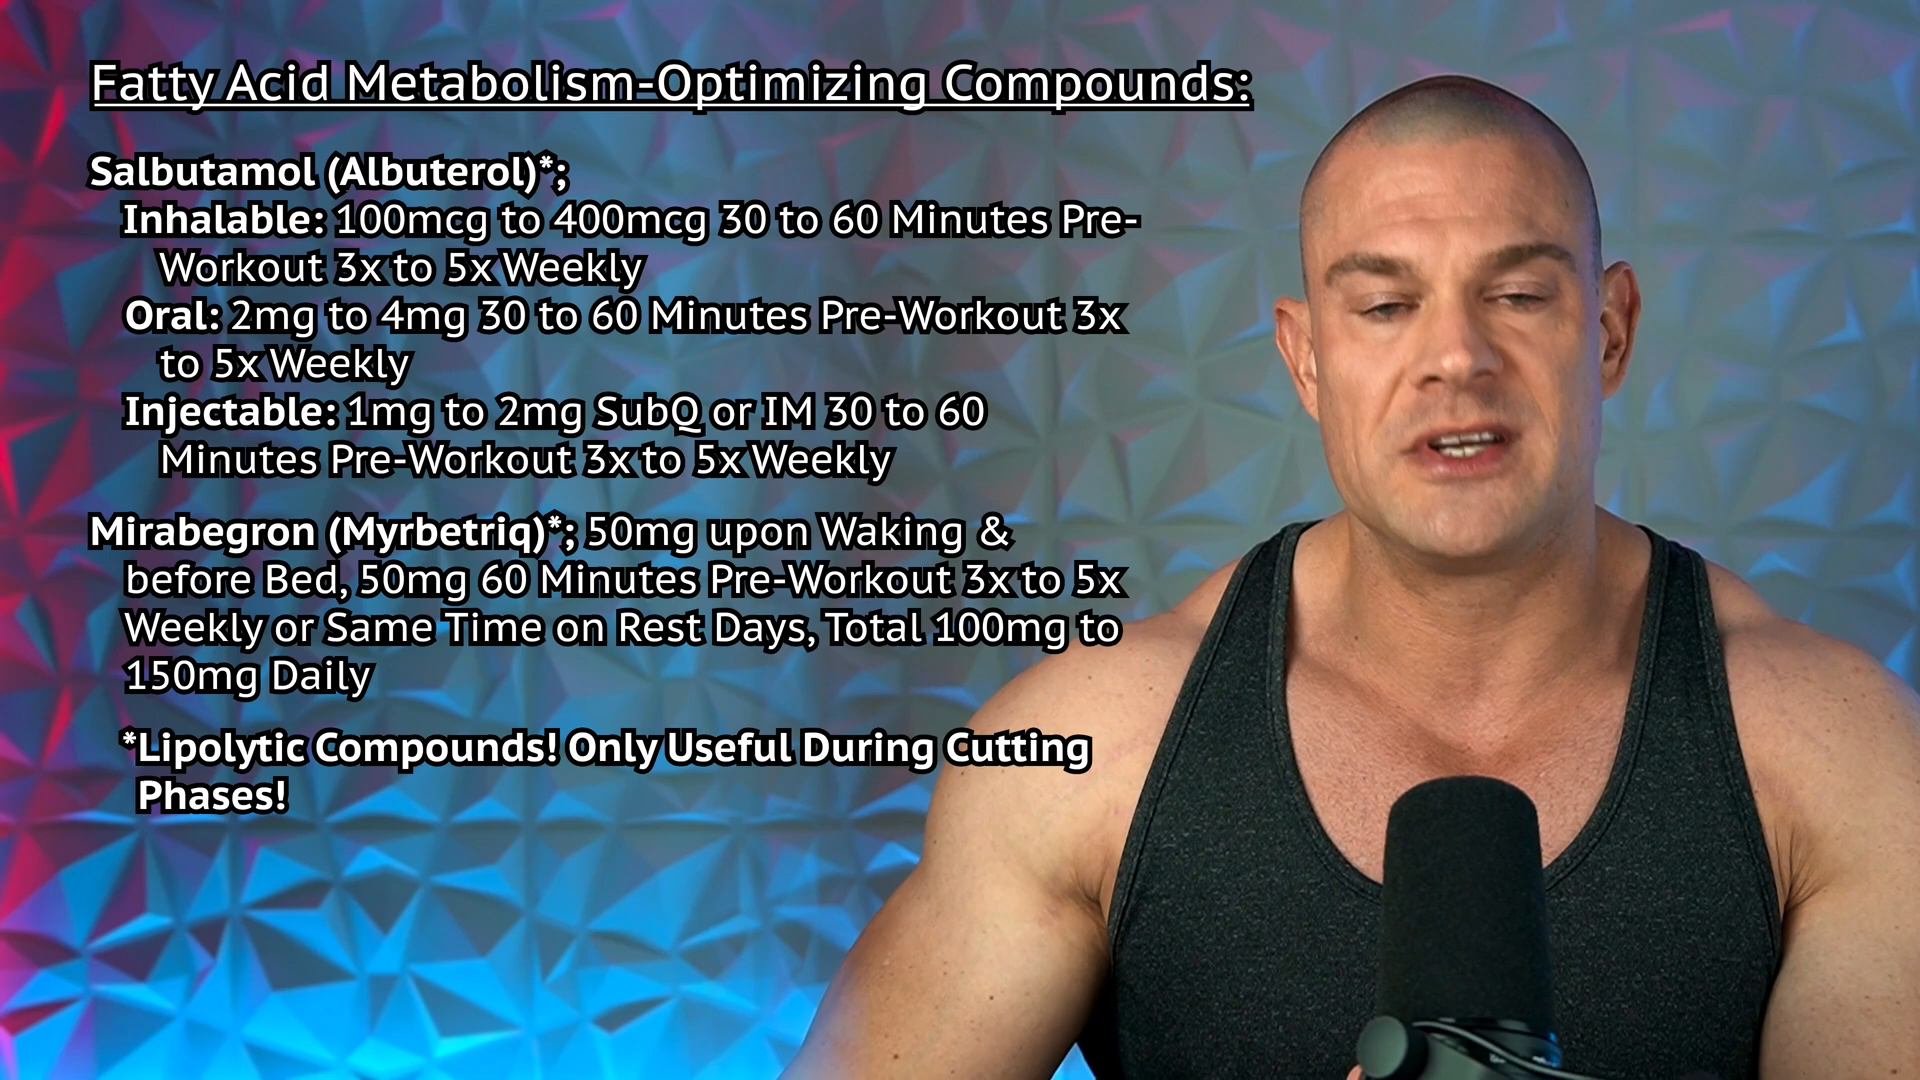 Fatty Acid Metabolism-Optimizing Compounds:
Salbutamol (Albuterol)*;
Inhalable: 100mcg to 400mcg 30 to 60 Minutes Pre-
Workout 3x to 5x Weekly
Oral: 2mg to 4mg 30 to 60 Minutes Pre-Workout 3x
to 5x Weekly
Injectable: 1mg to 2mg SubQ or IM 30 to 60
Minutes Pre-Workout 3x to 5x Weekly
Mirabegron (Myrbetriq)*; 50mg upon Waking &
before Bed, 50mg 60 Minutes Pre-Workout 3x to 5x
Weekly or Same Time on Rest Days, Total 100mg to
150mg Daily
*Lipolytic Compounds! Only Useful During Cutting
Phases!